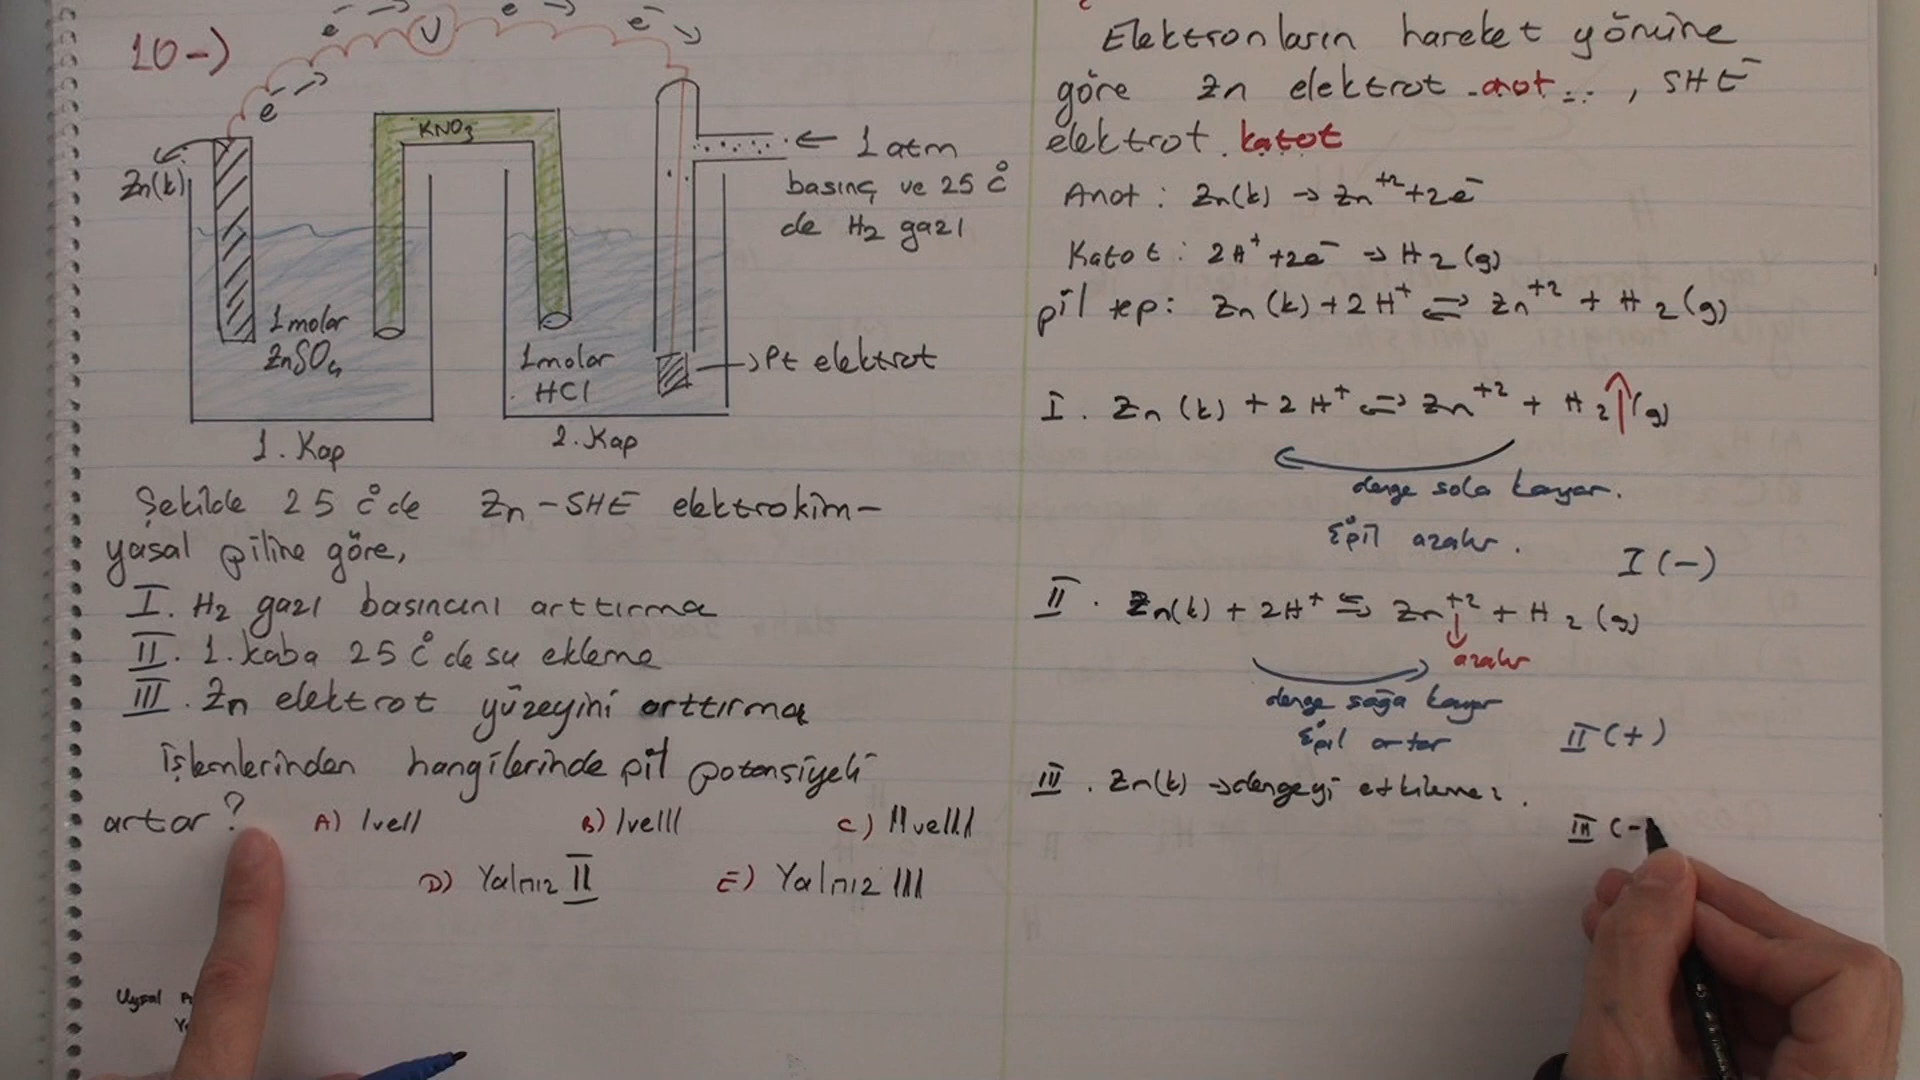 10-)
e⁻ →
e⁻ →
e⁻ →
e⁻ →
V
KNO₃
Zn(k)
← 1 atm
basınç ve 25 C°
de H₂ gazı
1 molar
ZnSO₄
1 molar
HCl
→ Pt elektrot
1. Kap
2. Kap
Şekilde 25 C° de Zn-SHE elektrokim-
yasal piline göre,
I. H₂ gazı basıncını arttırma
II. 1. kaba 25 C° de su ekleme
III. Zn elektrot yüzeyini arttırma
işlemlerinden hangilerinde pil potansiyeli
artar?
A) I ve II
B) I ve III
C) II ve III
D) Yalnız II
E) Yalnız III
Uysal
Elektronların hareket yönüne
göre Zn elektrot .anot..., SHE
elektrot .katot
Anot : Zn(k) → Zn⁺² + 2e⁻
Katot : 2H⁺ + 2e⁻ → H₂(g)
pil tep: Zn(k) + 2H⁺ ⇌ Zn⁺² + H₂(g)
I. Zn(k) + 2H⁺ ⇌ Zn⁺² + H₂↑(g)
denge sola kayar.
E°pil azalır.
I (-)
II. Zn(k) + 2H⁺ ⇆ Zn⁺² + H₂(g)
azalır
denge sağa kayar
E°pil artar
II (+)
III. Zn(k) → dengeyi etkilemez.
III (-